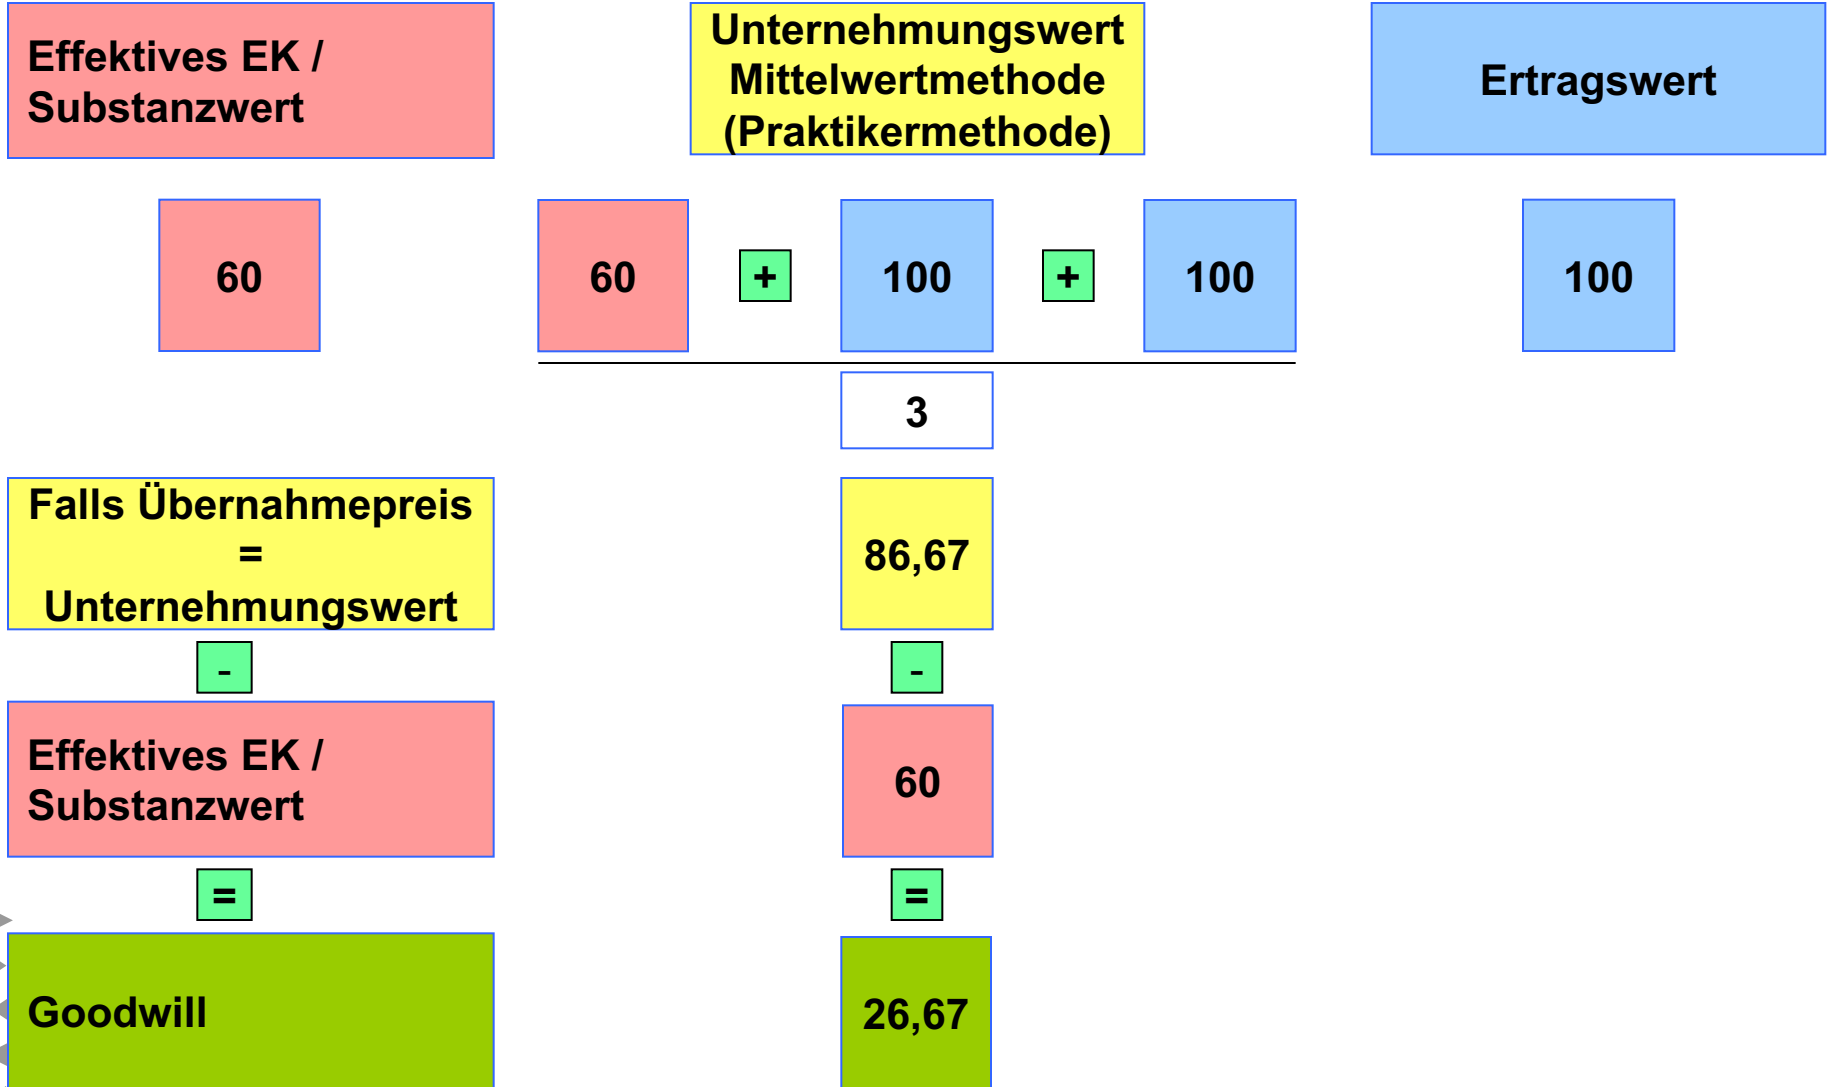 Effektives EK /
Substanzwert
Unternehmungswert
Mittelwertmethode
(Praktikermethode)
Ertragswert
60
60 + 100 + 100
100
3
Falls Übernahmepreis
=
Unternehmungswert
86,67
-
-
Effektives EK /
Substanzwert
60
=
=
Goodwill
26,67